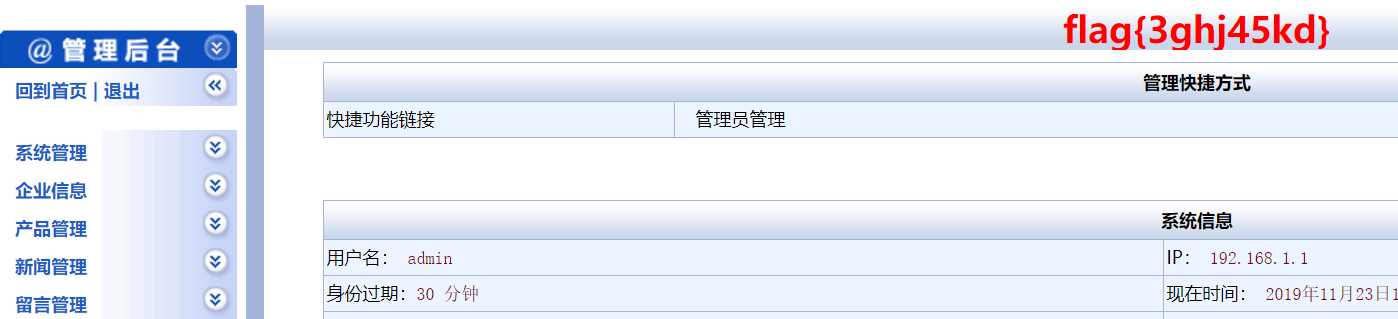 @ 管理后台
回到首页 | 退出
系统管理
企业信息
产品管理
新闻管理
留言管理
flag{3ghj45kd}
管理快捷方式
快捷功能链接 管理员管理
系统信息
用户名: admin IP: 192.168.1.1
身份过期: 30 分钟 现在时间: 2019年11月23日1